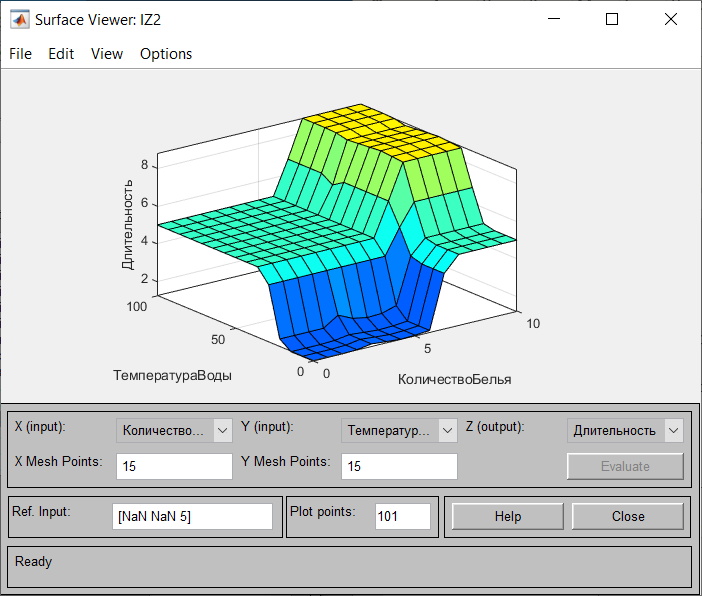 Surface Viewer: IZ2
File Edit View Options
8
6
4
2
Длительность
100
50
0
0
5
10
ТемператураВоды
КоличествоБелья
X (input): Количество... Y (input): Температур... Z (output): Длительность
X Mesh Points: 15 Y Mesh Points: 15 Evaluate
Ref. Input: [NaN NaN 5] Plot points: 101 Help Close
Ready